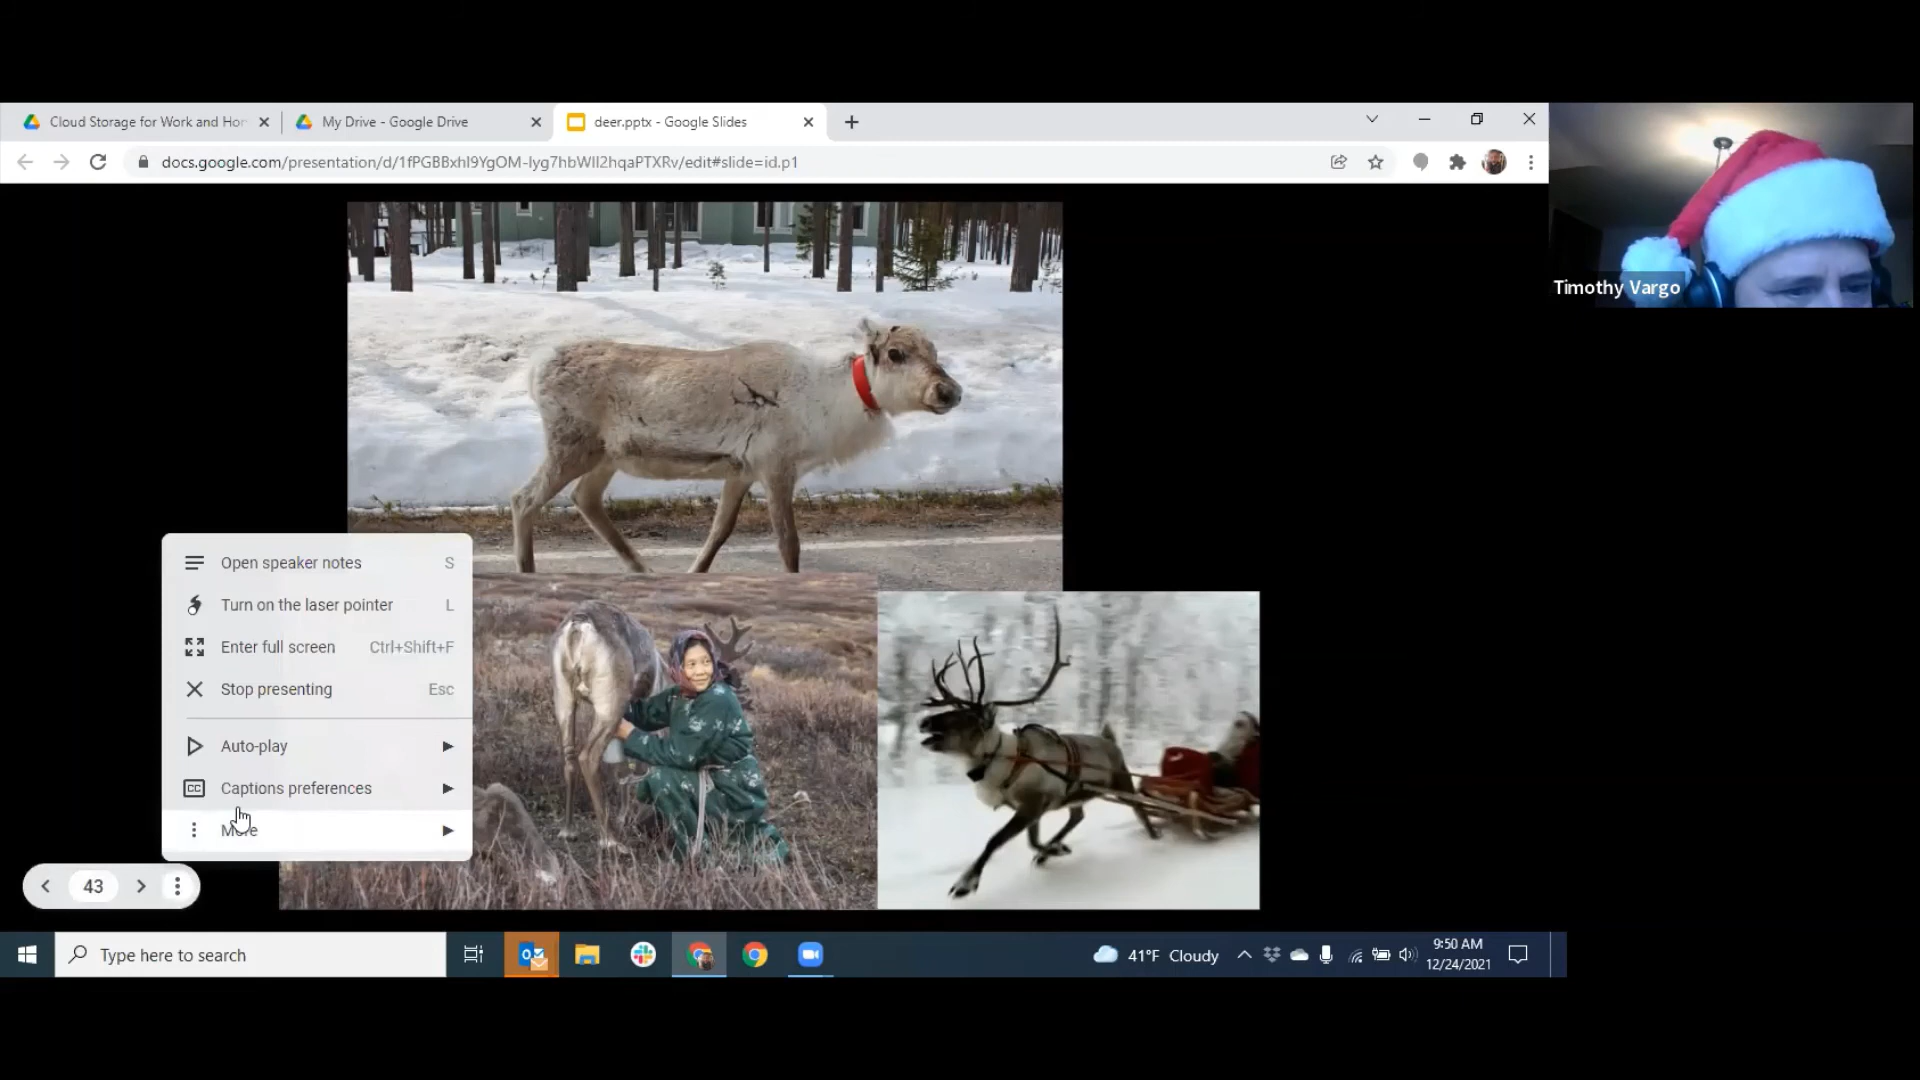 Cloud Storage for Work and Hor
My Drive - Google Drive
deer.pptx - Google Slides
docs.google.com/presentation/d/1fPGBBxhI9YgOM-lyg7hbWlI2hqaPTXRv/edit#slide=id.p1
Timothy Vargo
Open speaker notes S
Turn on the laser pointer L
Enter full screen Ctrl+Shift+F
Stop presenting Esc
Auto-play
CC Captions preferences
More
43
Type here to search
41°F Cloudy
9:50 AM
12/24/2021